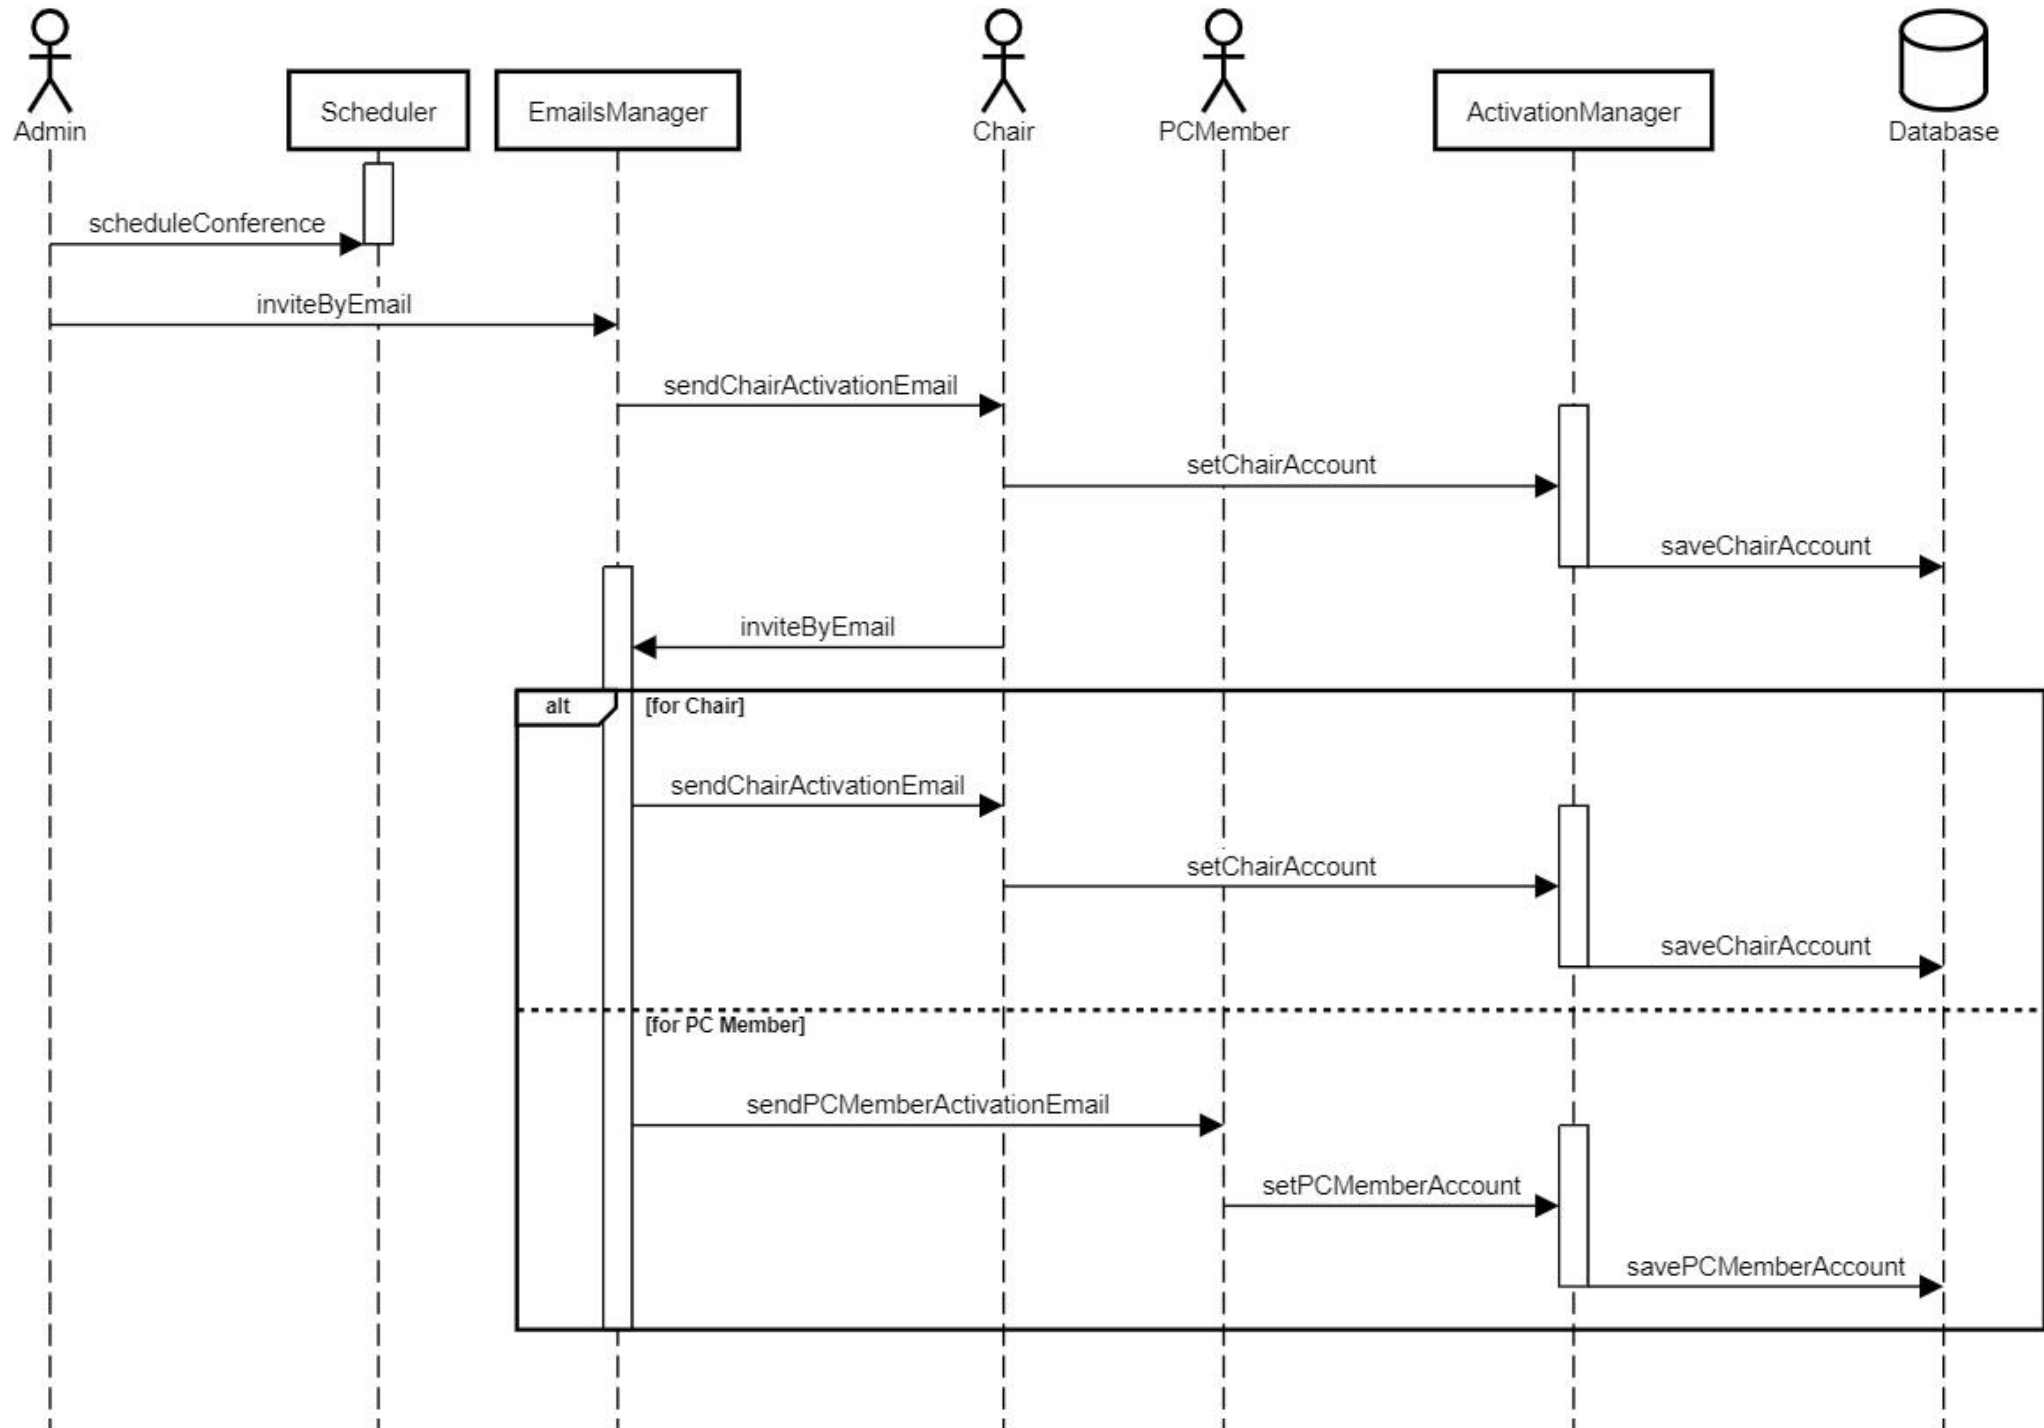 Admin
Scheduler
EmailsManager
Chair
PCMember
ActivationManager
Database
scheduleConference
inviteByEmail
sendChairActivationEmail
setChairAccount
saveChairAccount
inviteByEmail
alt
[for Chair]
sendChairActivationEmail
setChairAccount
saveChairAccount
[for PC Member]
sendPCMemberActivationEmail
setPCMemberAccount
savePCMemberAccount